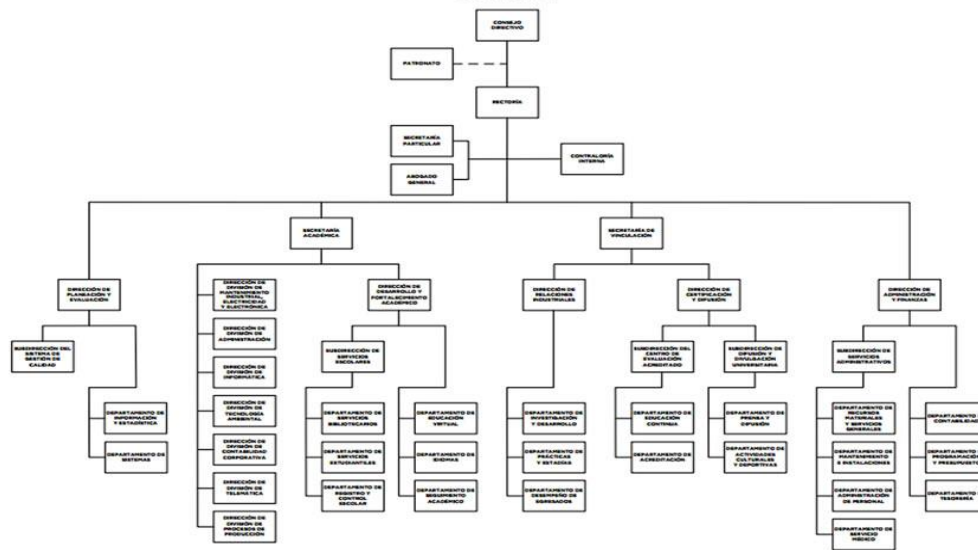 CONSEJO
DIRECTIVO
PATRONATO
RECTORÍA
SECRETARÍA
PARTICULAR
CONTRALORÍA
INTERNA
ABOGADO
GENERAL
SECRETARÍA
ACADÉMICA
SECRETARÍA DE
VINCULACIÓN
DIRECCIÓN DE
PLANEACIÓN Y
EVALUACIÓN
DIRECCIÓN DE
DIVISIÓN DE
MANTENIMIENTO
INDUSTRIAL,
ELECTRICIDAD
Y ELECTRÓNICA
DIRECCIÓN DE
DESARROLLO Y
FORTALECIMIENTO
ACADÉMICO
DIRECCIÓN DE
RELACIONES
INDUSTRIALES
DIRECCIÓN DE
CERTIFICACIÓN
Y DIFUSIÓN
DIRECCIÓN DE
ADMINISTRACIÓN
Y FINANZAS
SUBDIRECCIÓN DEL
SISTEMA DE
GESTIÓN DE
CALIDAD
DIRECCIÓN DE
DIVISIÓN DE
ADMINISTRACIÓN
SUBDIRECCIÓN DE
SERVICIOS
ESCOLARES
SUBDIRECCIÓN DEL
CENTRO DE
EVALUACIÓN
ACREDITADO
SUBDIRECCIÓN DE
DIFUSIÓN Y
DIVULGACIÓN
UNIVERSITARIA
SUBDIRECCIÓN DE
SERVICIOS
ADMINISTRATIVOS
DIRECCIÓN DE
DIVISIÓN DE
INFORMÁTICA
DEPARTAMENTO DE
INFORMACIÓN
Y ESTADÍSTICA
DIRECCIÓN DE
DIVISIÓN DE
TECNOLOGÍA
AMBIENTAL
DEPARTAMENTO DE
SERVICIOS
BIBLIOTECARIOS
DEPARTAMENTO DE
EDUCACIÓN
VIRTUAL
DEPARTAMENTO DE
INVESTIGACIÓN
Y DESARROLLO
DEPARTAMENTO DE
EDUCACIÓN
CONTINUA
DEPARTAMENTO DE
PRENSA Y
DIFUSIÓN
DEPARTAMENTO DE
RECURSOS
MATERIALES
Y SERVICIOS
GENERALES
DEPARTAMENTO D
CONTABILIDAD
DEPARTAMENTO
DE SISTEMAS
DIRECCIÓN DE
DIVISIÓN DE
CONTABILIDAD
CORPORATIVA
DEPARTAMENTO DE
SERVICIOS
ESTUDIANTILES
DEPARTAMENTO
DE IDIOMAS
DEPARTAMENTO DE
PRÁCTICAS
Y ESTADÍAS
DEPARTAMENTO DE
ACREDITACIÓN
DEPARTAMENTO DE
ACTIVIDADES
CULTURALES
Y DEPORTIVAS
DEPARTAMENTO DE
MANTENIMIENTO
E INSTALACIONES
DEPARTAMENTO D
PROGRAMACIÓN
Y PRESUPUESTO
DIRECCIÓN DE
DIVISIÓN DE
TELEMÁTICA
DEPARTAMENTO DE
REGISTRO Y
CONTROL
ESCOLAR
DEPARTAMENTO DE
SEGUIMIENTO
ACADÉMICO
DEPARTAMENTO DE
DESEMPEÑO DE
EGRESADOS
DEPARTAMENTO DE
ADMINISTRACIÓN
DE PERSONAL
DEPARTAMENTO D
TESORERÍA
DIRECCIÓN DE
DIVISIÓN DE
PROCESOS DE
PRODUCCIÓN
DEPARTAMENTO DE
SERVICIO
MÉDICO